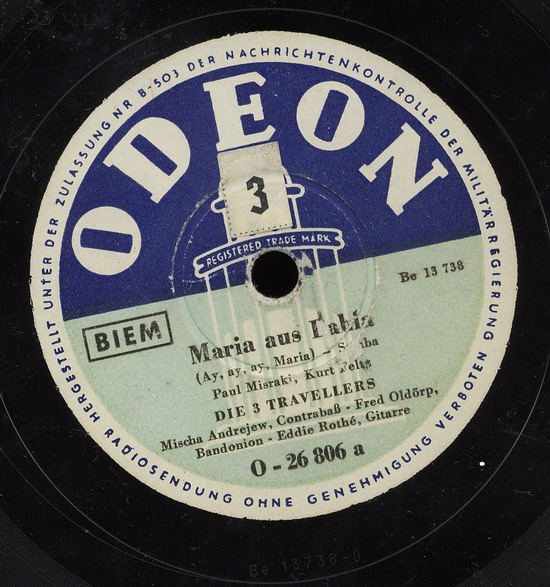 HERGESTELLT UNTER DER ZULASSUNG NR B-503 DER NACHRICHTENKONTROLLE DER MILITÄRREGIERUNG VERBOTEN
RADIOSENDUNG OHNE GENEHMIGUNG
ODEON
3
REGISTERED TRADE MARK
Be 13 738
BIEM
Maria aus
(Ay, ay, ay, Maria) -
Paul Misraki, Kurt Feltz
DIE 3 TRAVELLERS
Mischa Andrejew, Contrabaß - Fred Oldörp,
Bandonion - Eddie Rothé, Gitarre
O - 26 806 a
Be 13738-0